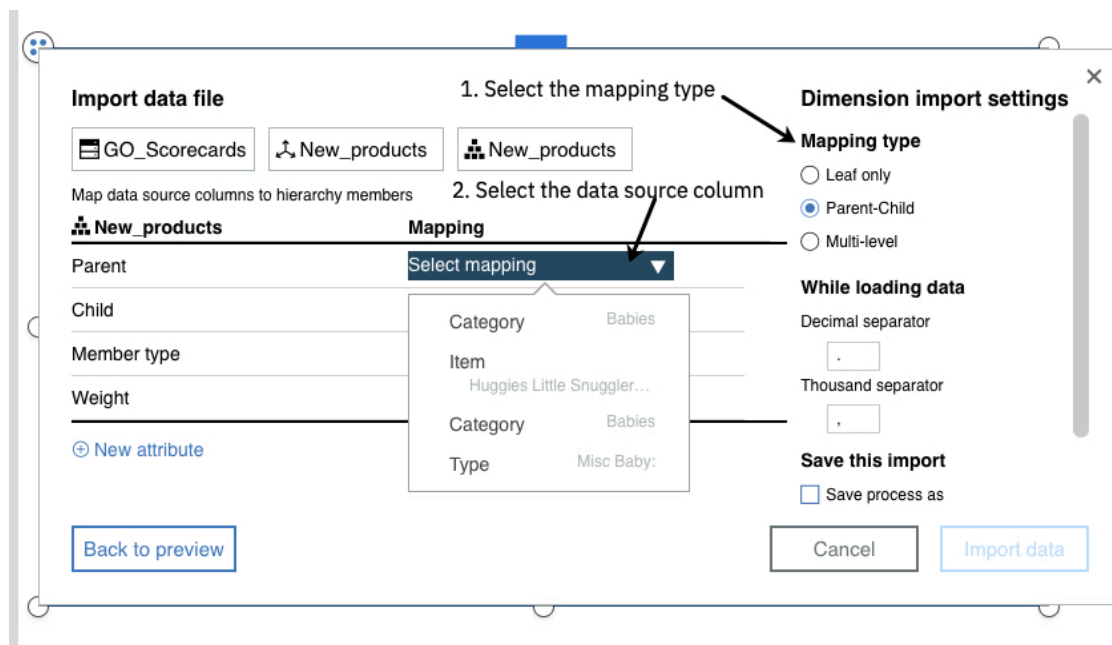 1. Select the mapping type
Import data file
Dimension import settings
GO_Scorecards New_products New_products
Mapping type
Leaf only
Map data source columns to hierarchy members
2. Select the data source column
Parent-Child
New_products Mapping
Multi-level
Parent Select mapping
While loading data
Child
Category Babies
Decimal separator
.
Member type
Item
Huggies Little Snuggler...
Thousand separator
,
Weight
Category Babies
New attribute
Type Misc Baby:
Save this import
Save process as
Back to preview
Cancel
Import data